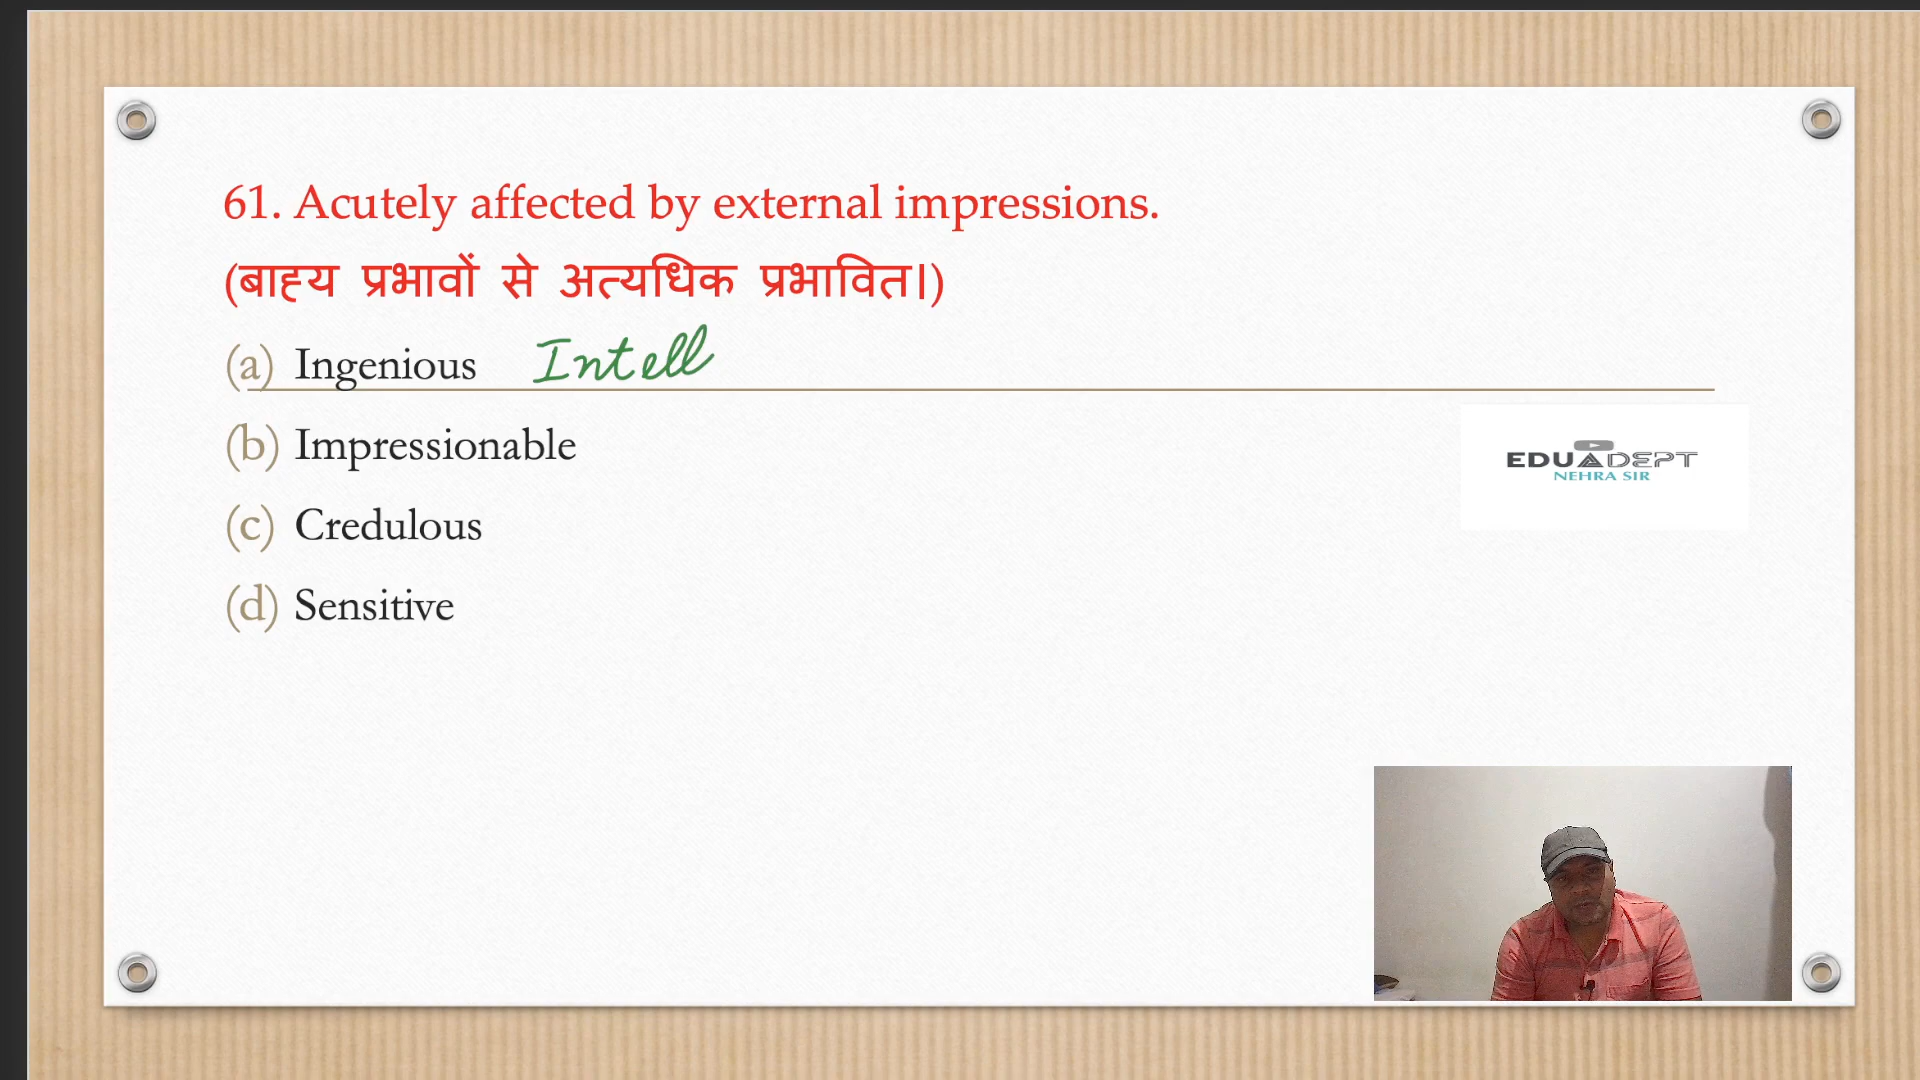 61. Acutely affected by external impressions.
(बाह्य प्रभावों से अत्यधिक प्रभावित।)
(a) Ingenious Intell
(b) Impressionable
(c) Credulous
(d) Sensitive
EDUADEPT
NEHRA SIR